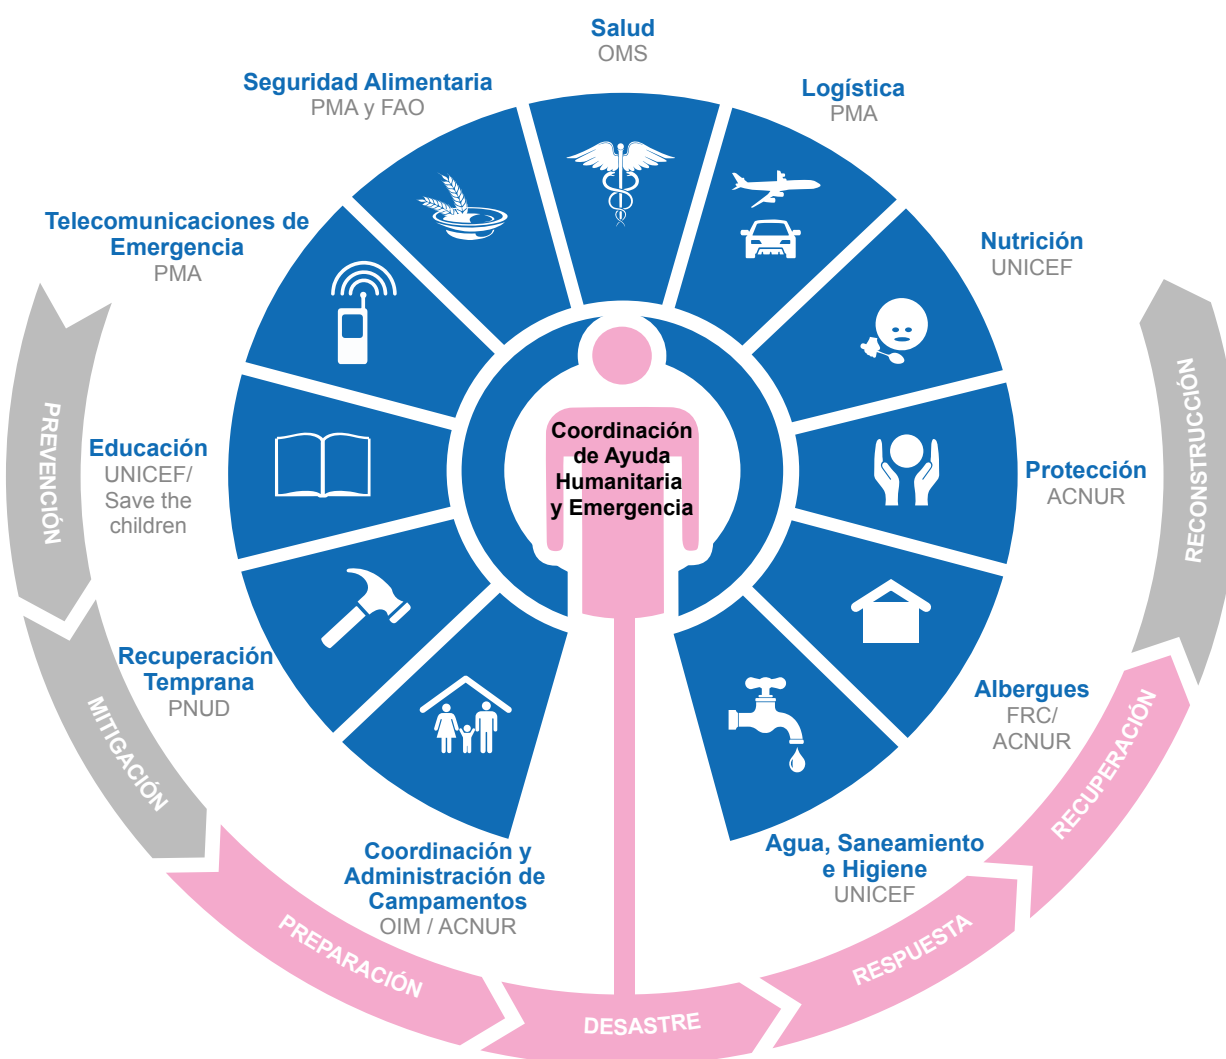 Salud
OMS
Seguridad Alimentaria
PMA y FAO
Logística
PMA
Telecomunicaciones de
Emergencia
PMA
Nutrición
UNICEF
Educación
UNICEF/
Save the
children
Coordinación
de Ayuda
Humanitaria
y Emergencia
Protección
ACNUR
Recuperación
Temprana
PNUD
Albergues
FRC/
ACNUR
Coordinación y
Administración de
Campamentos
OIM / ACNUR
Agua, Saneamiento
e Higiene
UNICEF
PREVENCIÓN
MITIGACIÓN
PREPARACIÓN
DESASTRE
RESPUESTA
RECUPERACIÓN
RECONSTRUCCIÓN